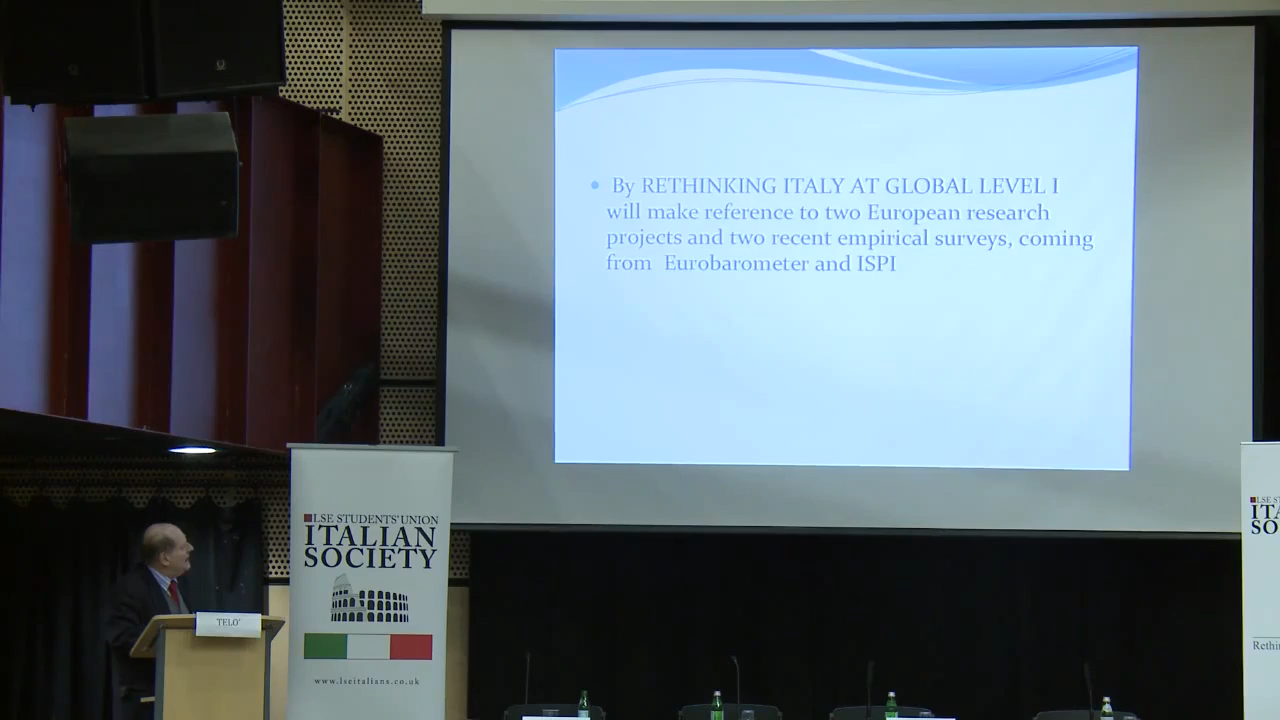 By RETHINKING ITALY AT GLOBAL LEVEL I
will make reference to two European research
projects and two recent empirical surveys, coming
from Eurobarometer and ISPI
LSE STUDENTS' UNION
ITALIAN
SOCIETY
www.lseitalians.co.uk
TELO'
LSE S
ITA
SO
Rethi